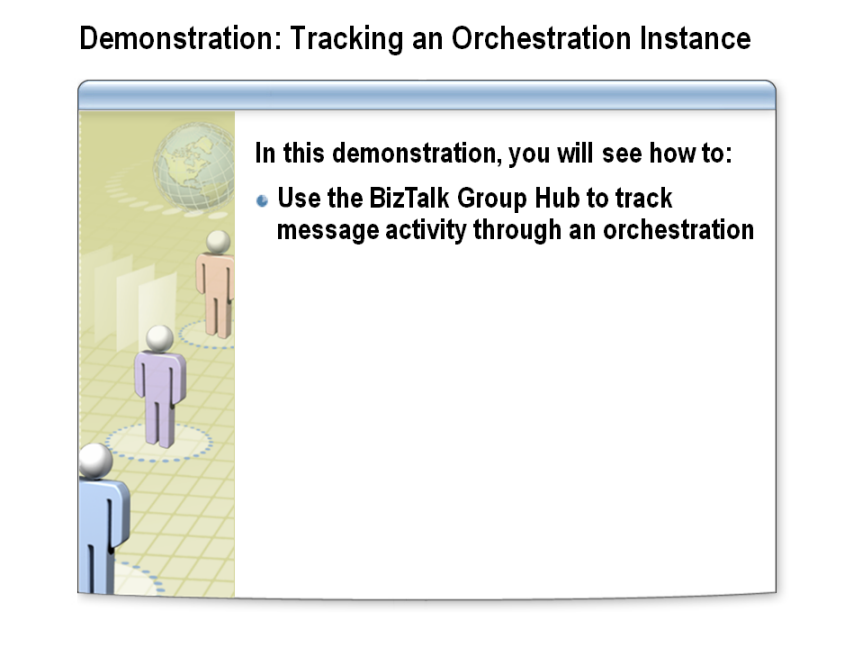 Demonstration: Tracking an Orchestration Instance
In this demonstration, you will see how to:
Use the BizTalk Group Hub to track
message activity through an orchestration